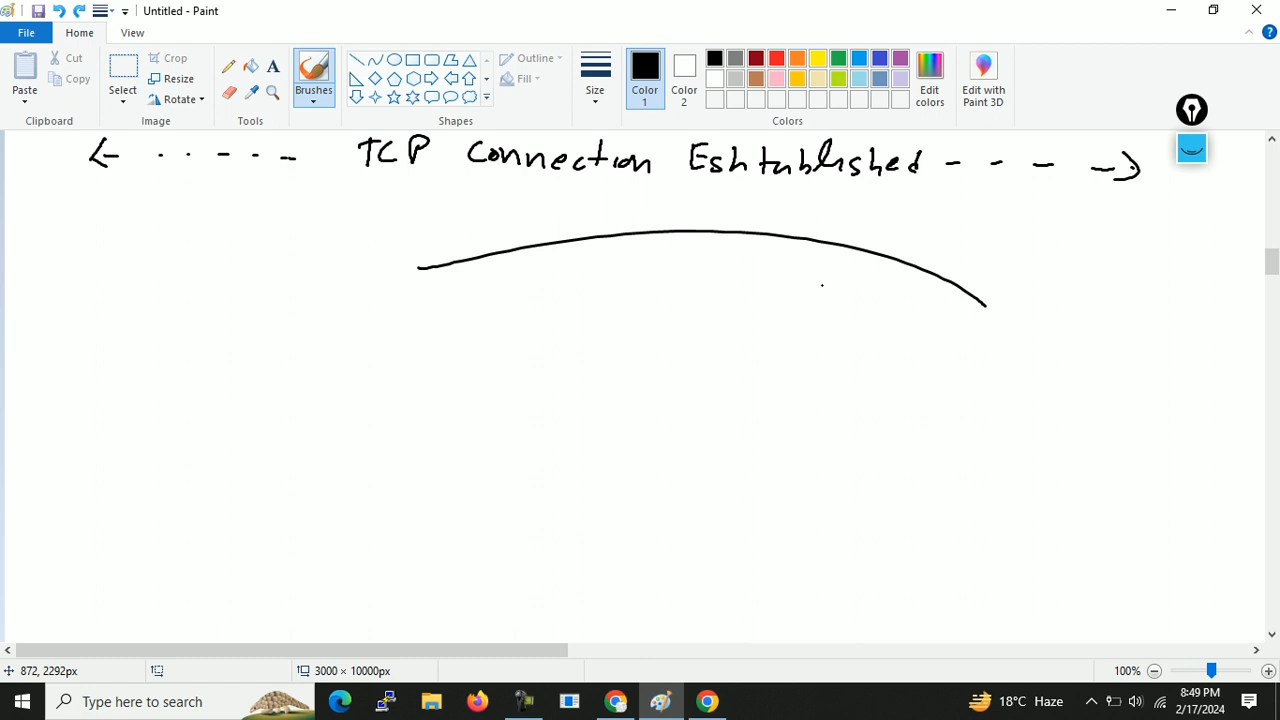 Untitled - Paint
File Home View
Paste Cut Copy Clipboard
Select Crop Resize Rotate Image
Tools
Brushes
Outline Fill Shapes
Size
Color 1 Color 2 Edit colors Colors
Edit with Paint 3D
<- · · - - - TCP Connection Eshtablished - - - ->
872, 2292px 3000 × 10000px 100%
Type here to search 18°C Haze 8:49 PM
2/17/2024